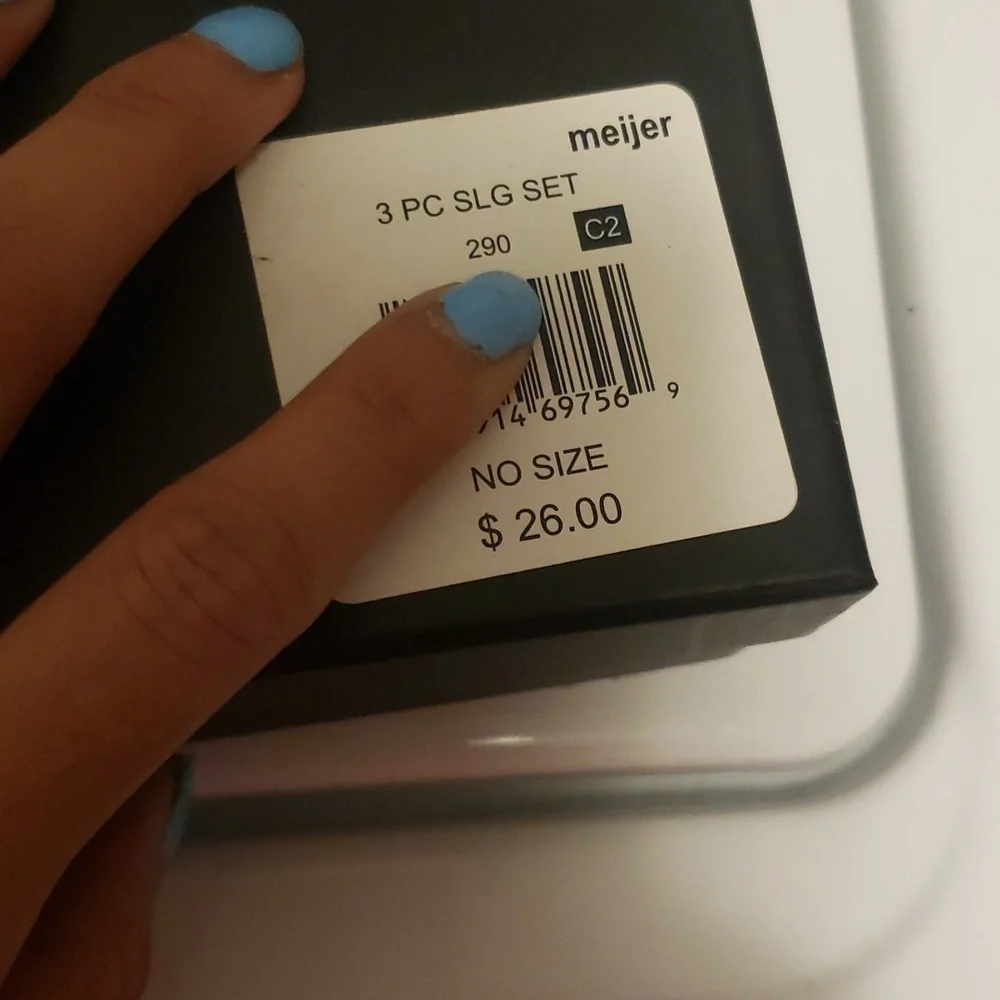 meijer
3 PC SLG SET
290 C2
14 69756 9
NO SIZE
$ 26.00